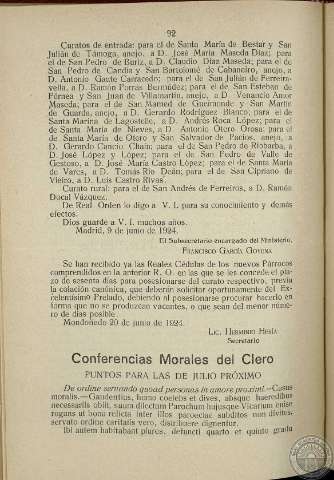 92
Curatos de entrada: para el de Santa María de Bestar y San
Julián de Támoga, anejo, a D. José María Maseda Díaz; para
el de San Pedro de Buriz, a D. Claudio Díaz Maseda; para el de
San Pedro de Candia y San Bartolomé de Cabaneiro, anejo, a
D. Antonio Gante Carracedo; para el de San Julián de Ferreira-
vella, a D. Ramón Porras Bermúdez; para el de San Esteban de
Pórnea y San Juan de Villamartín, anejo, a D. Venancio Amor
Maseda; para el de San Mamed de Gueimonde y San Martín
de Guarda, anejo, a D. Gerardo Rodríguez Blanco; para el de
Santa Marina de Lagostelle, a D. Andrés Roca López; para el
de Santa María de Nieves, a D. Antonio Otero Orosa; para el
de Santa María de Otero y San Salvador de Pacios, anejo, a
D. Gerardo Cancio Chaín; para el de San Pedro de Riobarba, a
D. José López y López; para el de San Pedro de Valle de
Gestoso, a D. José María Castro López; para el de Santa María
de Vares, a D. Tomás Río Deán; para el de San Cipriano de
Vieiro, a D. Luis Castro Rivas.
Curato rural: para el de San Andrés de Ferreiros, a D. Ramón
Ducal Vázquez.
De Real Orden lo digo a V. I. para su conocimiento y demás
efectos.
Dios guarde a V. I. muchos años.
Madrid, 9 de junio de 1924.
El Subsecretario encargado del Ministerio,
FRANCISCO GARCÍA GOYENA
Se han recibido ya las Reales Cédulas de los nuevos Párrocos
comprendidos en la anterior R. O. en las que se les concede el pla-
zo de sesenta días para posesionarse del curato respectivo, previa
la colación canónica, que deberán solicitar oportunamente del Ex-
celentísimo Prelado, debiendo al posesionarse procurar hacerlo en
forma que no se produzcan vacantes, o que sean del menor núme-
ro de días posible.
Mondoñedo 20 de junio de 1924.
LIC. HERMINIO MESÍA
Secretario
Conferencias Morales del Clero
PUNTOS PARA LAS DE JULIO PRÓXIMO
De ordine servando quoad personas in amore proximi.—Casus
moralis.—Gaudentius, homo coelebs et dives, absque haeredibus
necessariis obiit, suum dilectum Parochum hujusque Vicarium enixe
rogans ut bona relicta inter illos paroeciae subditos non divites,
servato ordine caritatis vero, distribuere dignentur.
Ibi autem habitabant plures, defuncti quarto et quinto gradu